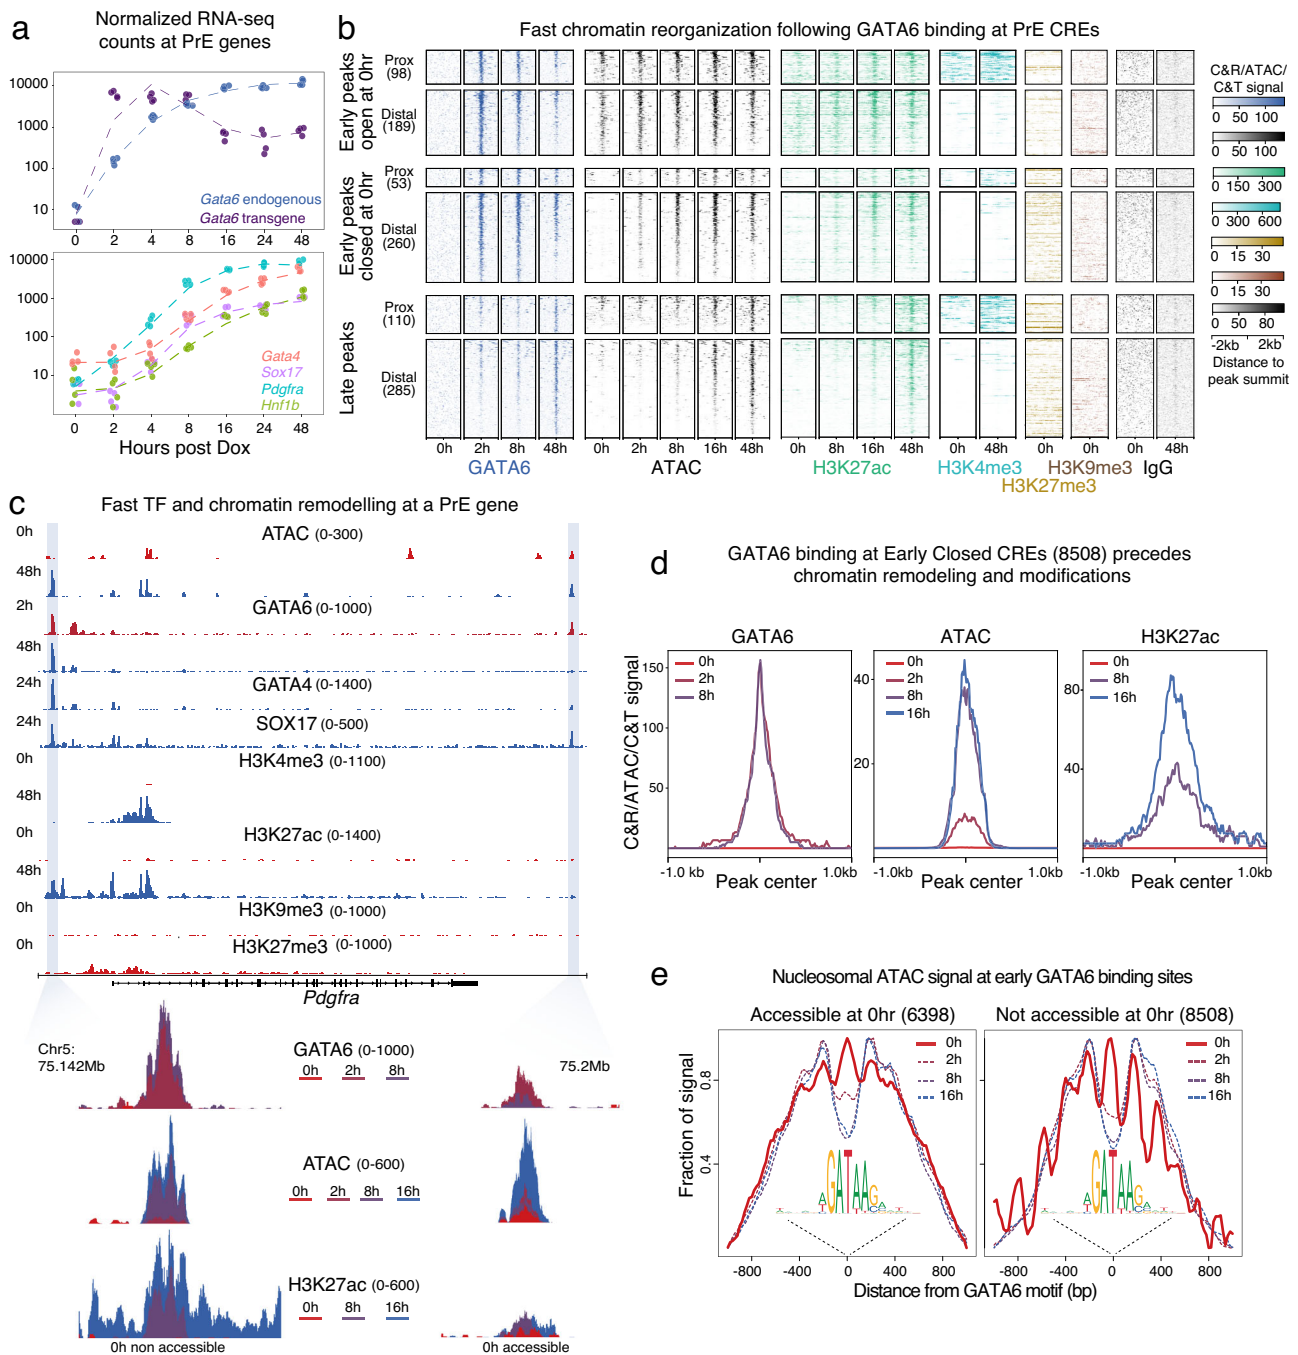 a
Normalized RNA-seq
counts at PrE genes
10000
1000
100
10
Gata6 endogenous
Gata6 transgene
0 2 4 8 16 24 48
10000
1000
100
10
Gata4
Sox17
Pdgfra
Hnf1b
0 2 4 8 16 24 48
Hours post Dox
b
Fast chromatin reorganization following GATA6 binding at PrE CREs
Early peaks
open at 0hr
Prox
(98)
Distal
(189)
Early peaks
closed at 0hr
Prox
(53)
Distal
(260)
Late peaks
Prox
(110)
Distal
(285)
0h 2h 8h 48h 0h 2h 8h 16h 48h 0h 8h 16h 48h 0h 48h 0h 0h 0h 48h
GATA6 ATAC H3K27ac H3K4me3 H3K9me3 IgG
H3K27me3
C&R/ATAC/
C&T signal
0 50 100
0 50 100
0 150 300
0 300 600
0 15 30
0 15 30
0 50 80
-2kb 2kb
Distance to
peak summit
c
Fast TF and chromatin remodelling at a PrE gene
0h
ATAC (0-300)
48h
2h
GATA6 (0-1000)
48h
24h
GATA4 (0-1400)
24h
SOX17 (0-500)
0h
H3K4me3 (0-1100)
48h
0h
H3K27ac (0-1400)
48h
0h
H3K9me3 (0-1000)
0h
H3K27me3 (0-1000)
Pdgfra
Chr5:
75.142Mb
GATA6 (0-1000)
0h 2h 8h
75.2Mb
ATAC (0-600)
0h 2h 8h 16h
H3K27ac (0-600)
0h 8h 16h
0h non accessible
0h accessible
d
GATA6 binding at Early Closed CREs (8508) precedes
chromatin remodeling and modifications
C&R/ATAC/C&T signal
GATA6
150
100
50
0h
2h
8h
-1.0 kb Peak center 1.0kb
ATAC
40
20
0h
2h
8h
16h
-1.0kb Peak center 1.0kb
H3K27ac
80
40
0h
8h
16h
-1.0kb Peak center 1.0kb
e
Nucleosomal ATAC signal at early GATA6 binding sites
Accessible at 0hr (6398)
Not accessible at 0hr (8508)
Fraction of signal
0.8
0.4
0h
2h
8h
16h
AGATAAG
0h
2h
8h
16h
AGATAAG
-800 -400 0 400 800
-800 -400 0 400 800
Distance from GATA6 motif (bp)